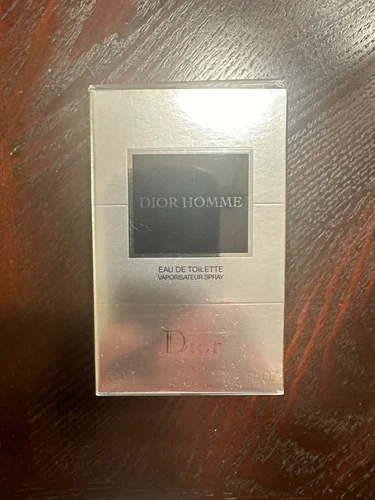 DIOR HOMME
EAU DE TOILETTE
VAPORISATEUR SPRAY
Dior